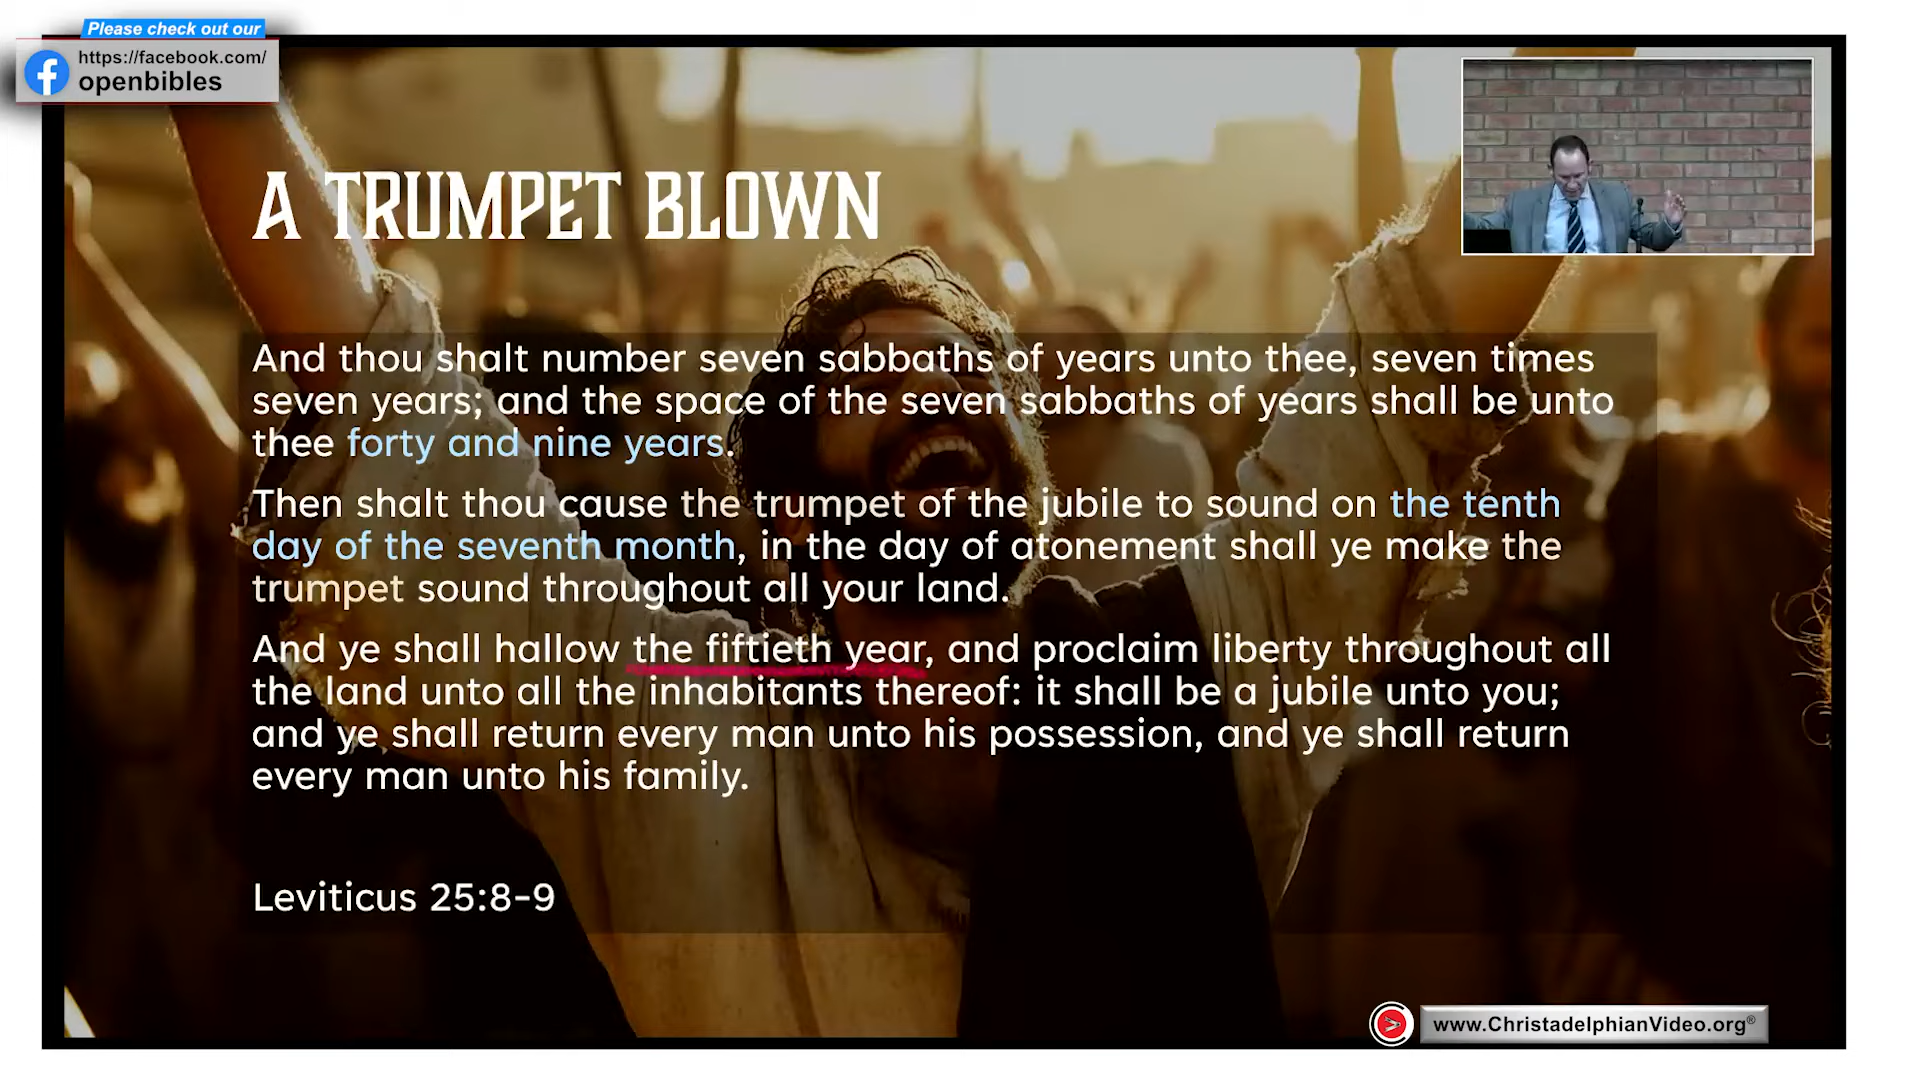 Please check out our
https://facebook.com/
openbibles
A TRUMPET BLOWN
And thou shalt number seven sabbaths of years unto thee, seven times
seven years; and the space of the seven sabbaths of years shall be unto
thee forty and nine years.
Then shalt thou cause the trumpet of the jubile to sound on the tenth
day of the seventh month, in the day of atonement shall ye make the
trumpet sound throughout all your land.
And ye shall hallow the fiftieth year, and proclaim liberty throughout all
the land unto all the inhabitants thereof: it shall be a jubile unto you;
and ye shall return every man unto his possession, and ye shall return
every man unto his family.
Leviticus 25:8-9
www.ChristadelphianVideo.org®